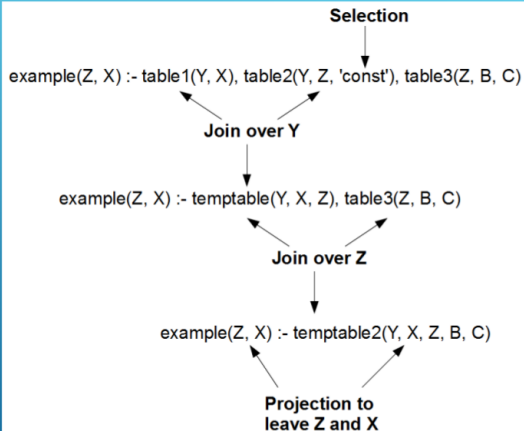 Selection
example(Z, X) :- table1(Y, X), table2(Y, Z, 'const'), table3(Z, B, C)
Join over Y
example(Z, X) :- temptable(Y, X, Z), table3(Z, B, C)
Join over Z
example(Z, X) :- temptable2(Y, X, Z, B, C)
Projection to
leave Z and X